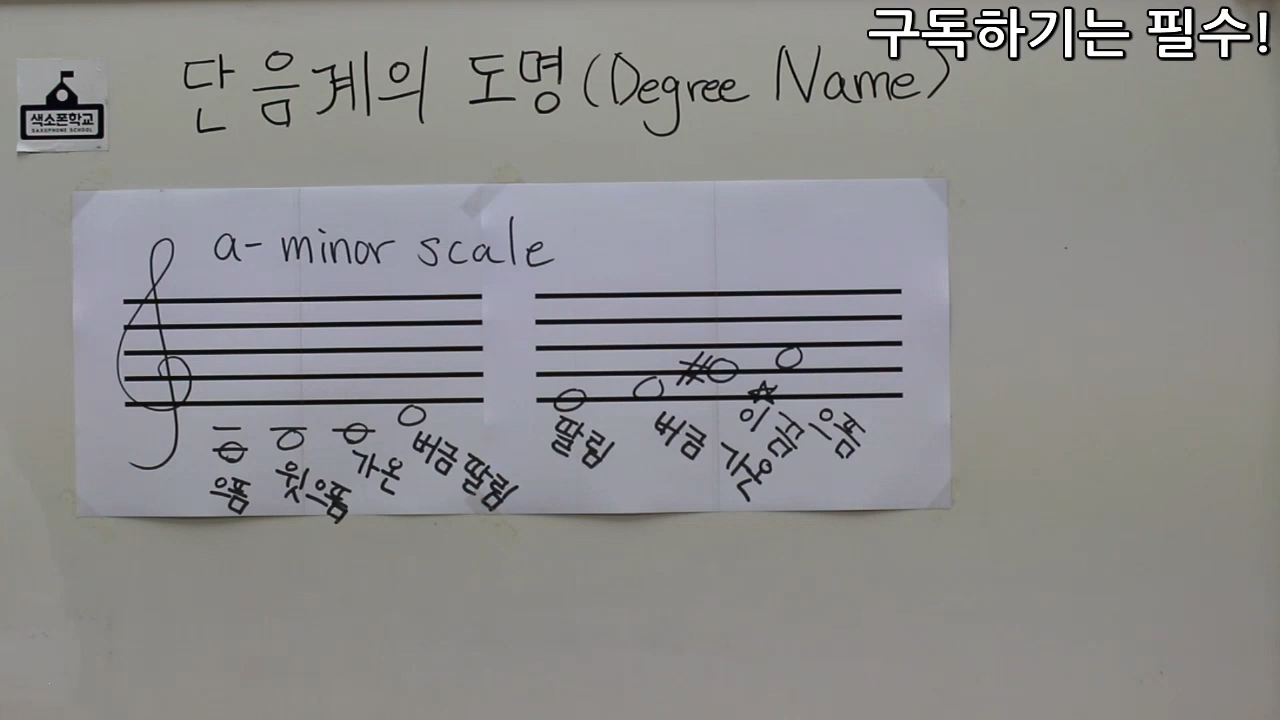 구독하기는 필수!
색소폰학교
SAXOPHONE SCHOOL
단음계의 도명 (Degree Name)
a-minor scale
으뜸 윗으뜸 가온 버금딸림 딸림 버금가온 이끔 으뜸